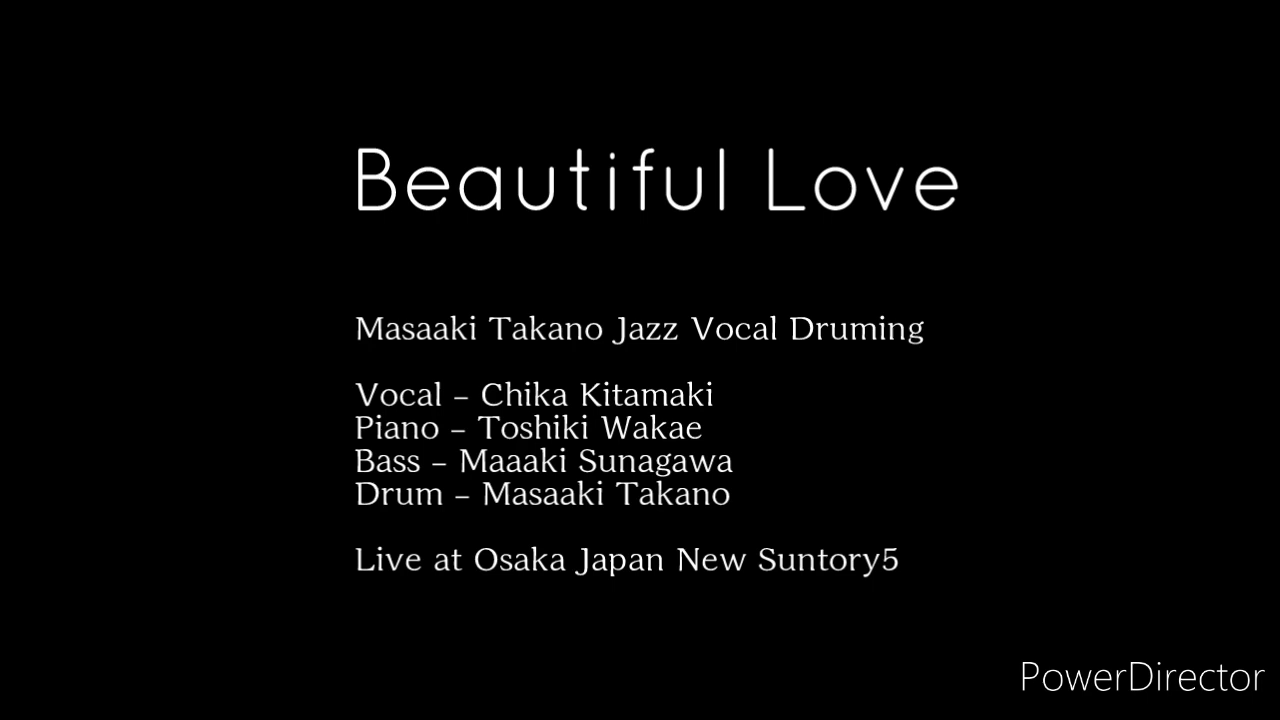 Beautiful Love
Masaaki Takano Jazz Vocal Druming
Vocal – Chika Kitamaki
Piano – Toshiki Wakae
Bass – Maaaki Sunagawa
Drum – Masaaki Takano
Live at Osaka Japan New Suntory5
PowerDirector